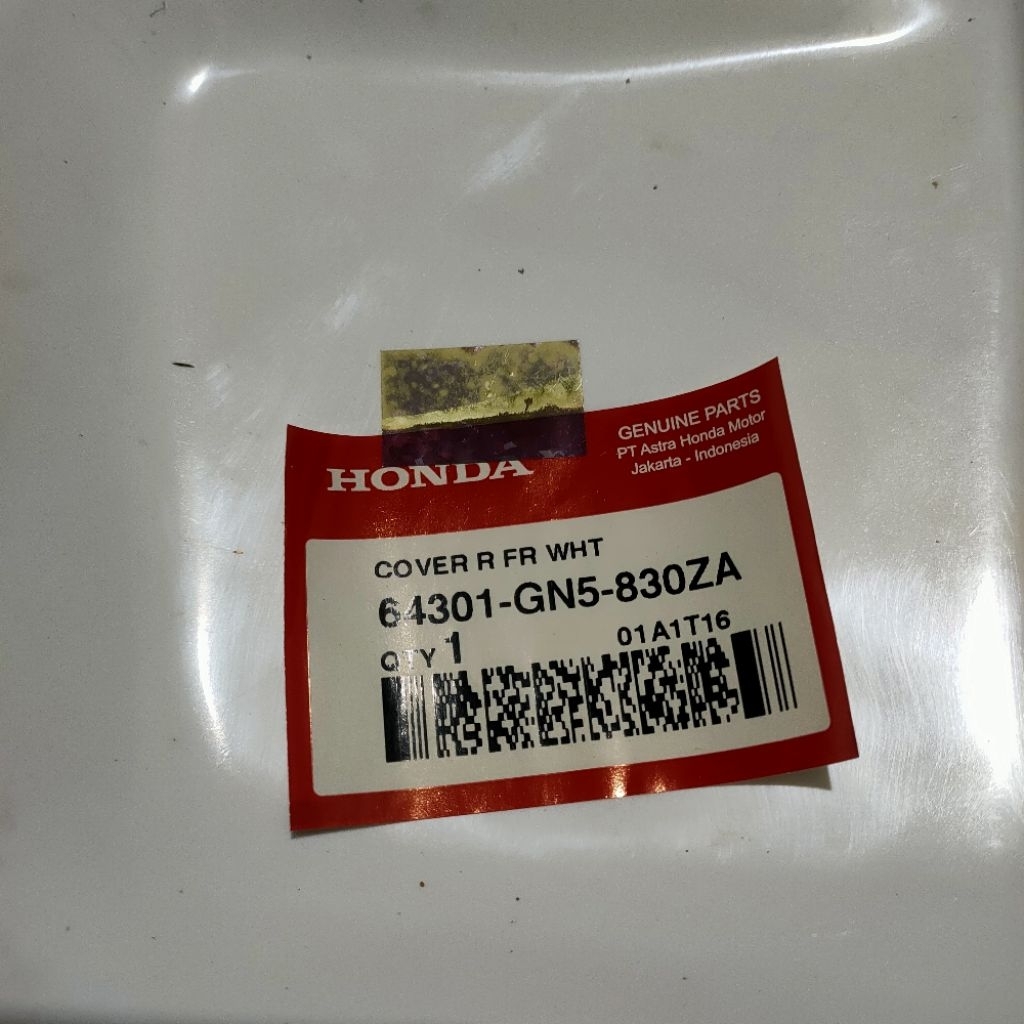 HONDA
GENUINE PARTS
PT Astra Honda Motor
Jakarta - Indonesia
COVER R FR WHT
64301-GN5-830ZA
QTY 1
01A1T16